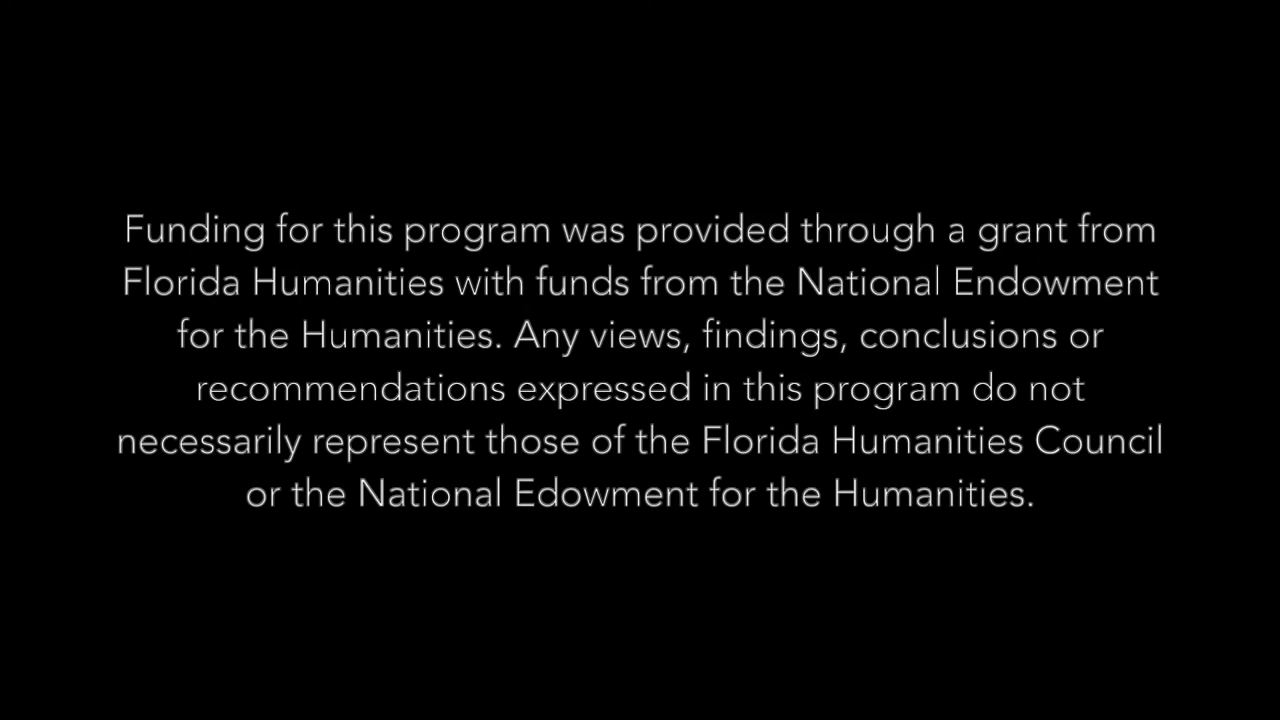 Funding for this program was provided through a grant from
Florida Humanities with funds from the National Endowment
for the Humanities. Any views, findings, conclusions or
recommendations expressed in this program do not
necessarily represent those of the Florida Humanities Council
or the National Edowment for the Humanities.